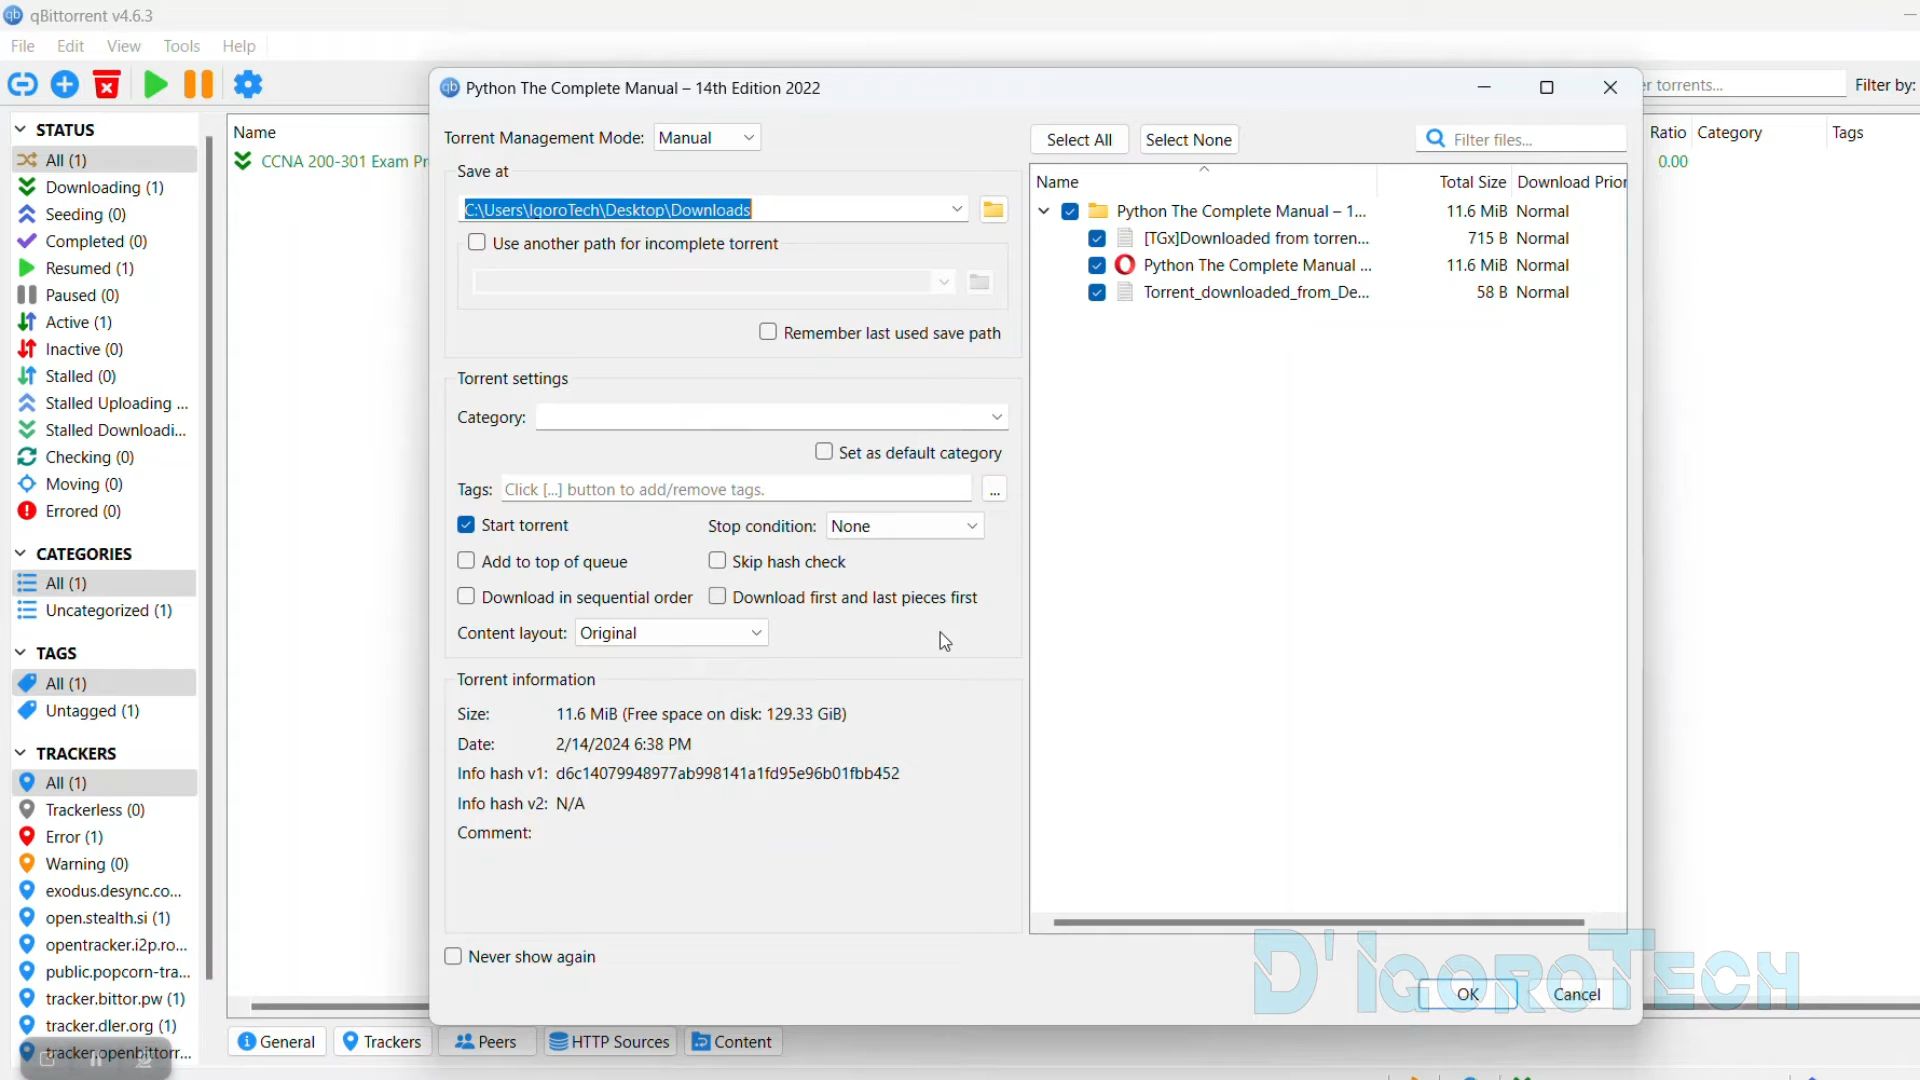 qBittorrent v4.6.3
File Edit View Tools Help
Python The Complete Manual – 14th Edition 2022
er torrents...
Filter by:
STATUS
All (1)
Downloading (1)
Seeding (0)
Completed (0)
Resumed (1)
Paused (0)
Active (1)
Inactive (0)
Stalled (0)
Stalled Uploading ...
Stalled Downloadi...
Checking (0)
Moving (0)
Errored (0)
CATEGORIES
All (1)
Uncategorized (1)
TAGS
All (1)
Untagged (1)
TRACKERS
All (1)
Trackerless (0)
Error (1)
Warning (0)
exodus.desync.co...
open.stealth.si (1)
opentracker.i2p.ro...
public.popcorn-tra...
tracker.bittor.pw (1)
tracker.dler.org (1)
tracker.openbittorr...
Name
CCNA 200-301 Exam Pr
Torrent Management Mode: Manual
Save at
C:\Users\IgoroTech\Desktop\Downloads
Use another path for incomplete torrent
Remember last used save path
Torrent settings
Category:
Set as default category
Tags: Click [...] button to add/remove tags. ...
Start torrent Stop condition: None
Add to top of queue Skip hash check
Download in sequential order Download first and last pieces first
Content layout: Original
Torrent information
Size: 11.6 MiB (Free space on disk: 129.33 GiB)
Date: 2/14/2024 6:38 PM
Info hash v1: d6c14079948977ab998141a1fd95e96b01fbb452
Info hash v2: N/A
Comment:
Never show again
Select All Select None Filter files...
Name Total Size Download Prior
Python The Complete Manual – 1... 11.6 MiB Normal
[TGx]Downloaded from torren... 715 B Normal
Python The Complete Manual ... 11.6 MiB Normal
Torrent_downloaded_from_De... 58 B Normal
OK Cancel
D'IgoroTech
Ratio Category Tags
0.00
General Trackers Peers HTTP Sources Content